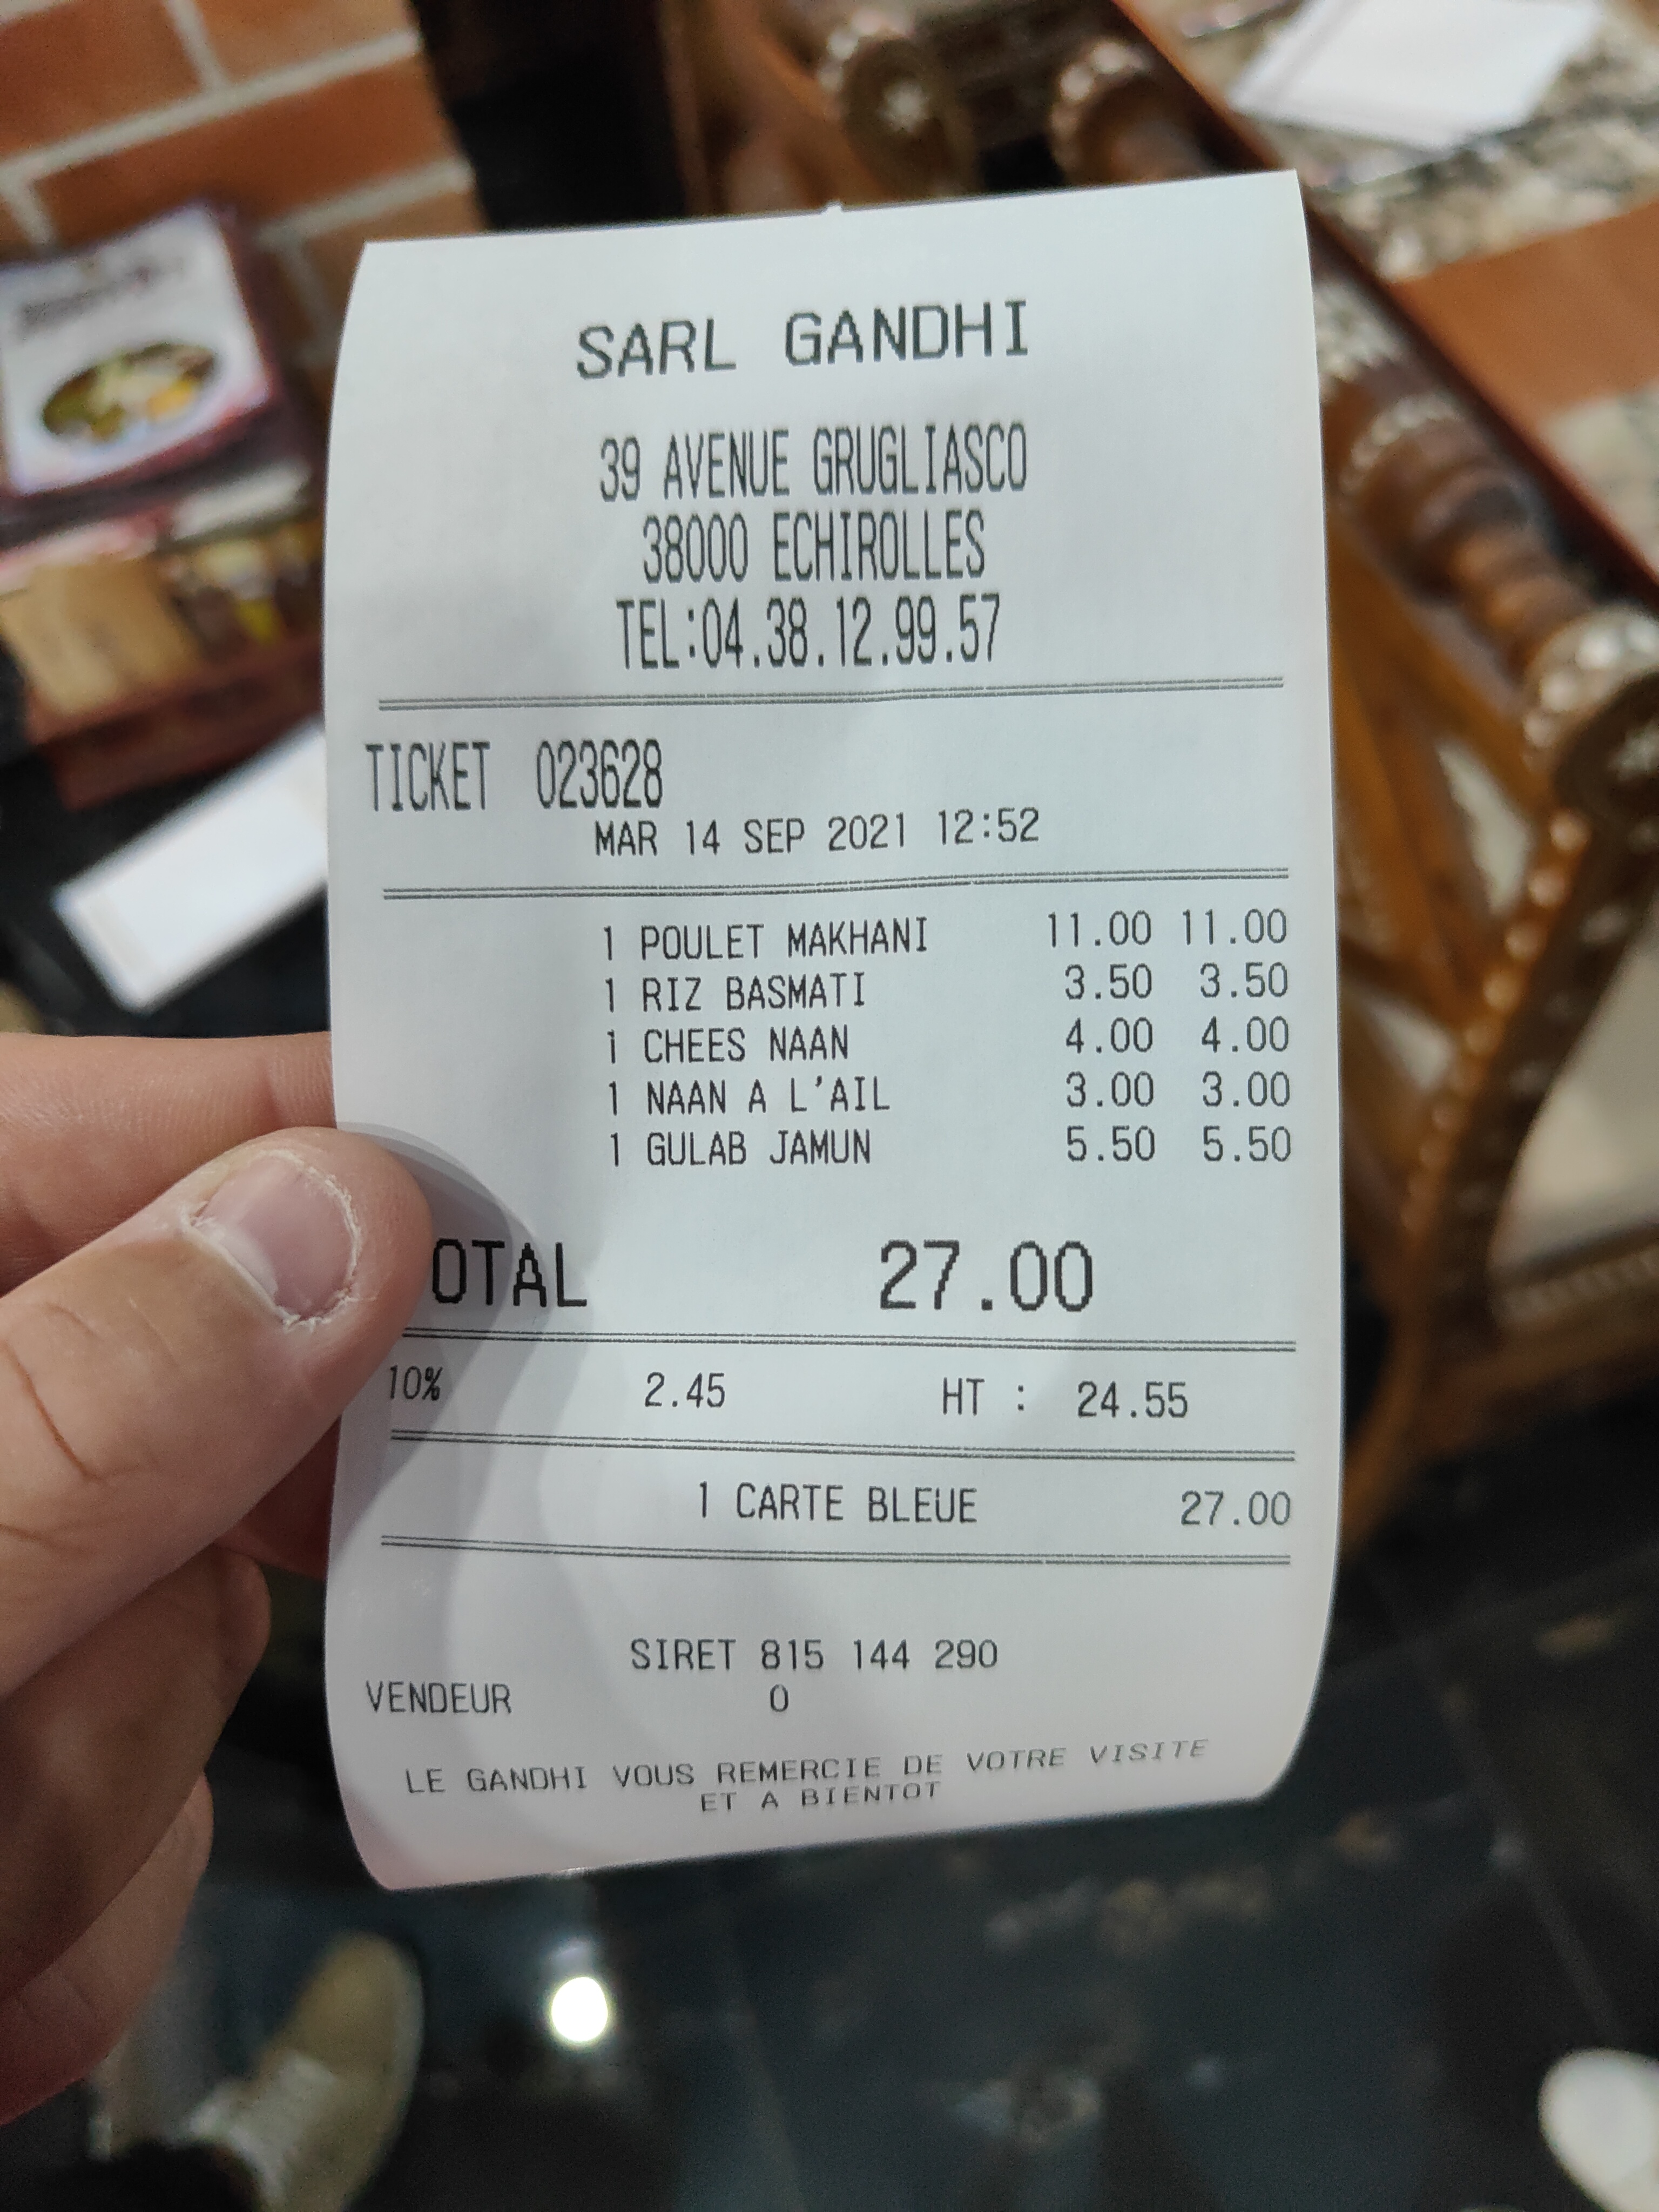 SARL GANDHI
39 AVENUE GRUGLIASCO
38000 ECHIROLLES
TEL:04.38.12.99.57
TICKET 023628
MAR 14 SEP 2021 12:52
1 POULET MAKHANI 11.00 11.00
1 RIZ BASMATI 3.50 3.50
1 CHEES NAAN 4.00 4.00
1 NAAN A L'AIL 3.00 3.00
1 GULAB JAMUN 5.50 5.50
OTAL 27.00
10% 2.45 HT : 24.55
1 CARTE BLEUE 27.00
SIRET 815 144 290
VENDEUR 0
LE GANDHI VOUS REMERCIE DE VOTRE VISITE
ET A BIENTOT